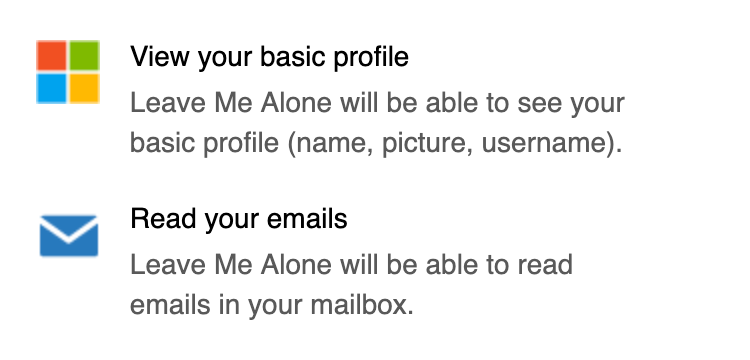 View your basic profile
Leave Me Alone will be able to see your
basic profile (name, picture, username).
Read your emails
Leave Me Alone will be able to read
emails in your mailbox.